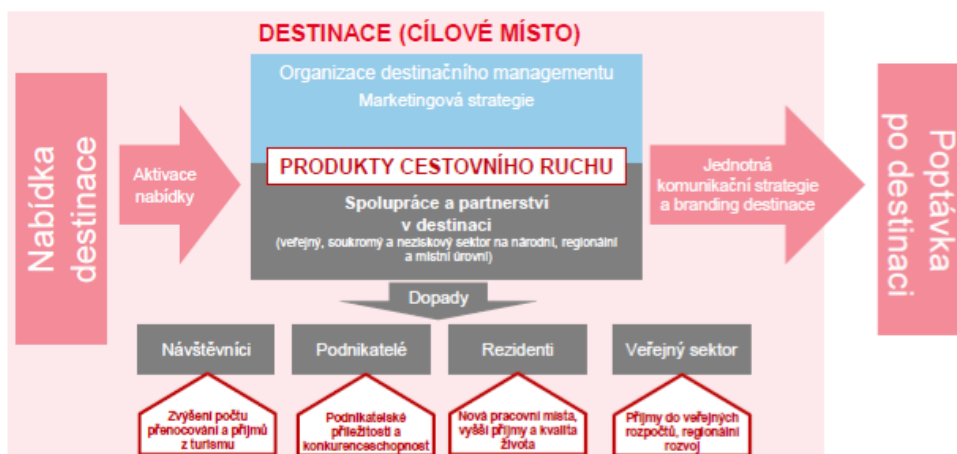 DESTINACE (CÍLOVÉ MÍSTO)
Nabídka
destinace
Aktivace
nabídky
Organizace destinačního managementu
Marketingová strategie
PRODUKTY CESTOVNÍHO RUCHU
Spolupráce a partnerství
v destinaci
(veřejný, soukromý a neziskový sektor na národní, regionální
a místní úrovni)
Jednotná
komunikační strategie
a branding destinace
Poptávka
po destinaci
Dopady
Návštěvníci
Podnikatelé
Rezidenti
Veřejný sektor
Zvýšení počtu
přenocování a příjmů
z turismu
Podnikatelské
příležitosti a
konkurenceschopnost
Nová pracovní místa,
vyšší příjmy a kvalita
života
Příjmy do veřejných
rozpočtů, regionální
rozvoj